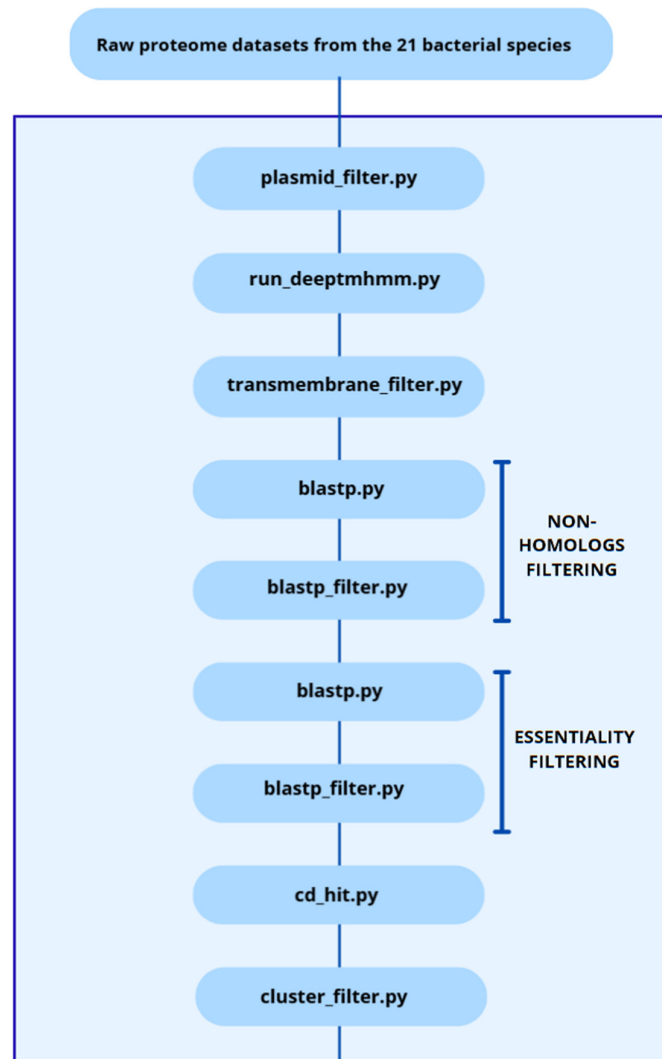 Raw proteome datasets from the 21 bacterial species
plasmid_filter.py
run_deeptmhmm.py
transmembrane_filter.py
blastp.py
blastp_filter.py
NON-
HOMOLOGS
FILTERING
blastp.py
blastp_filter.py
ESSENTIALITY
FILTERING
cd_hit.py
cluster_filter.py